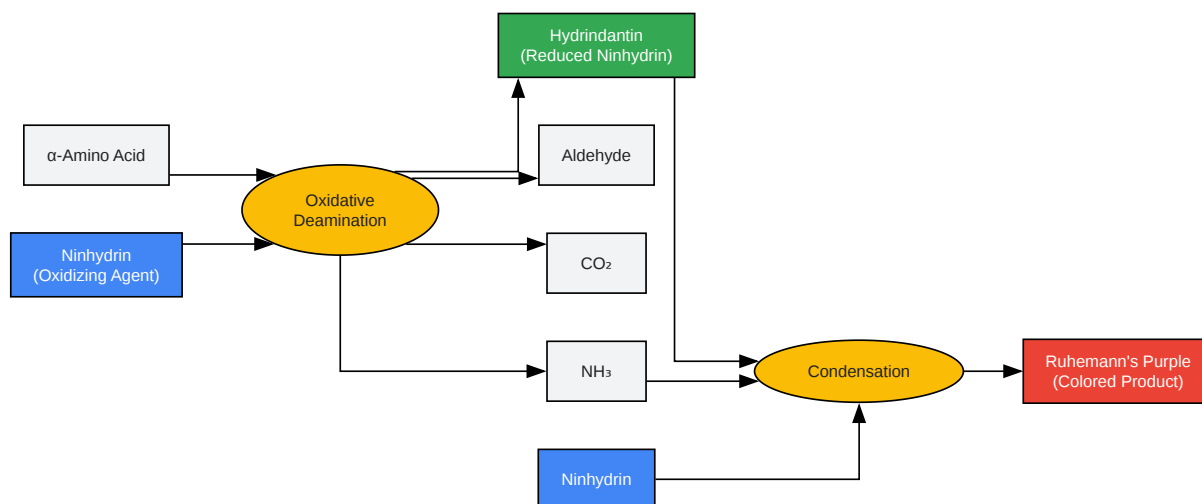 Hydrindantin
(Reduced Ninhydrin)
α-Amino Acid
Aldehyde
Oxidative
Deamination
Ninhydrin
(Oxidizing Agent)
CO₂
NH₃
Condensation
Ruhemann's Purple
(Colored Product)
Ninhydrin